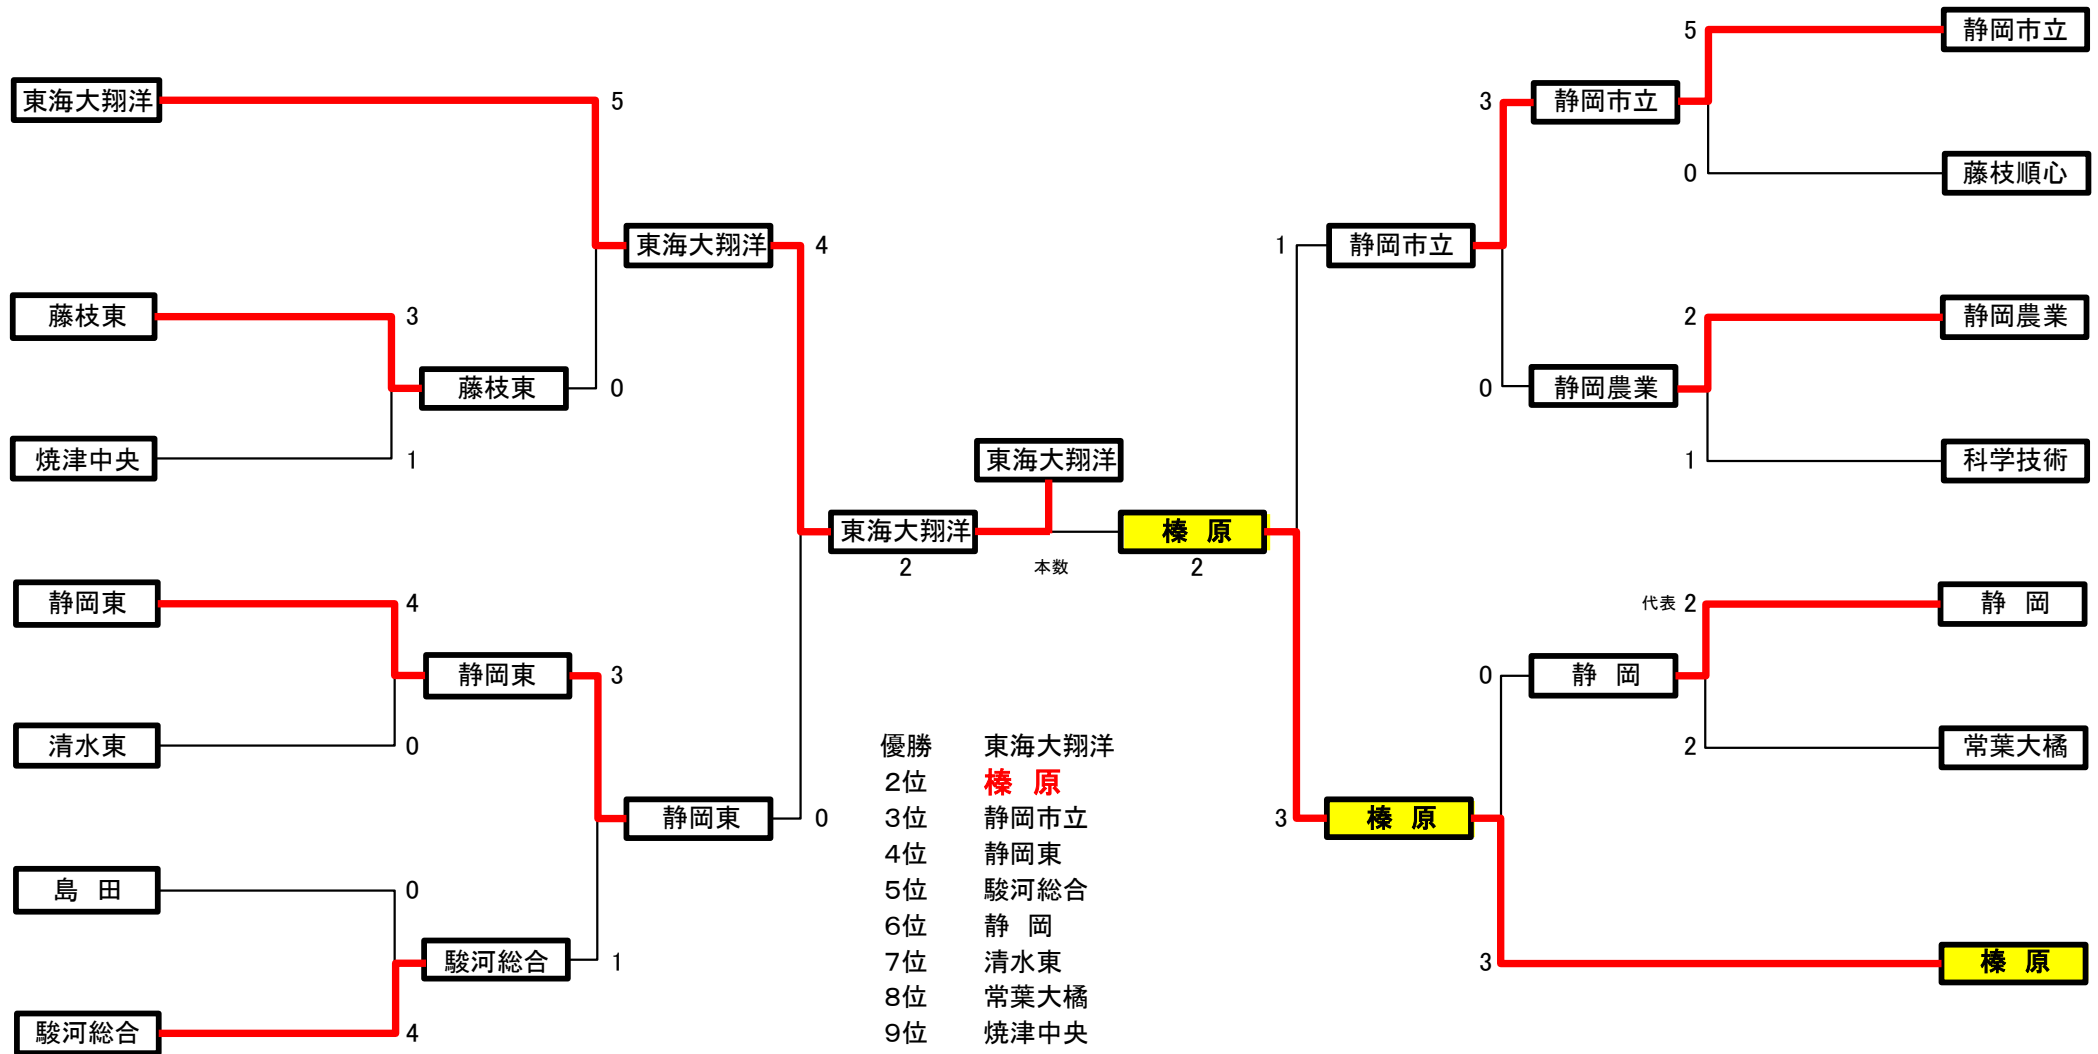 5
静岡市立
東海大翔洋
5
3
静岡市立
0
藤枝順心
東海大翔洋
4
1
静岡市立
藤枝東
3
2
静岡農業
藤枝東
0
0
静岡農業
焼津中央
1
東海大翔洋
1
科学技術
東海大翔洋
榛 原
2
本数
2
静岡東
4
代表 2
静 岡
静岡東
3
0
静 岡
清水東
0
2
常葉大橘
静岡東
0
3
榛 原
島 田
0
駿河総合
1
3
榛 原
駿河総合
4
優勝 東海大翔洋
2位 榛 原
3位 静岡市立
4位 静岡東
5位 駿河総合
6位 静 岡
7位 清水東
8位 常葉大橘
9位 焼津中央